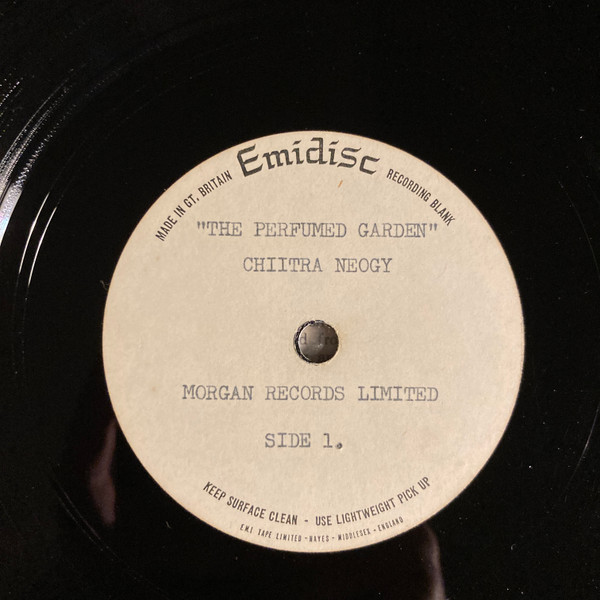 Emidisc
MADE IN GT. BRITAIN
RECORDING BLANK
"THE PERFUMED GARDEN"
CHIITRA NEOGY
MORGAN RECORDS LIMITED
SIDE 1.
KEEP SURFACE CLEAN - USE LIGHTWEIGHT PICK UP
E.M.I. TAPE LIMITED - HAYES - MIDDLESEX - ENGLAND